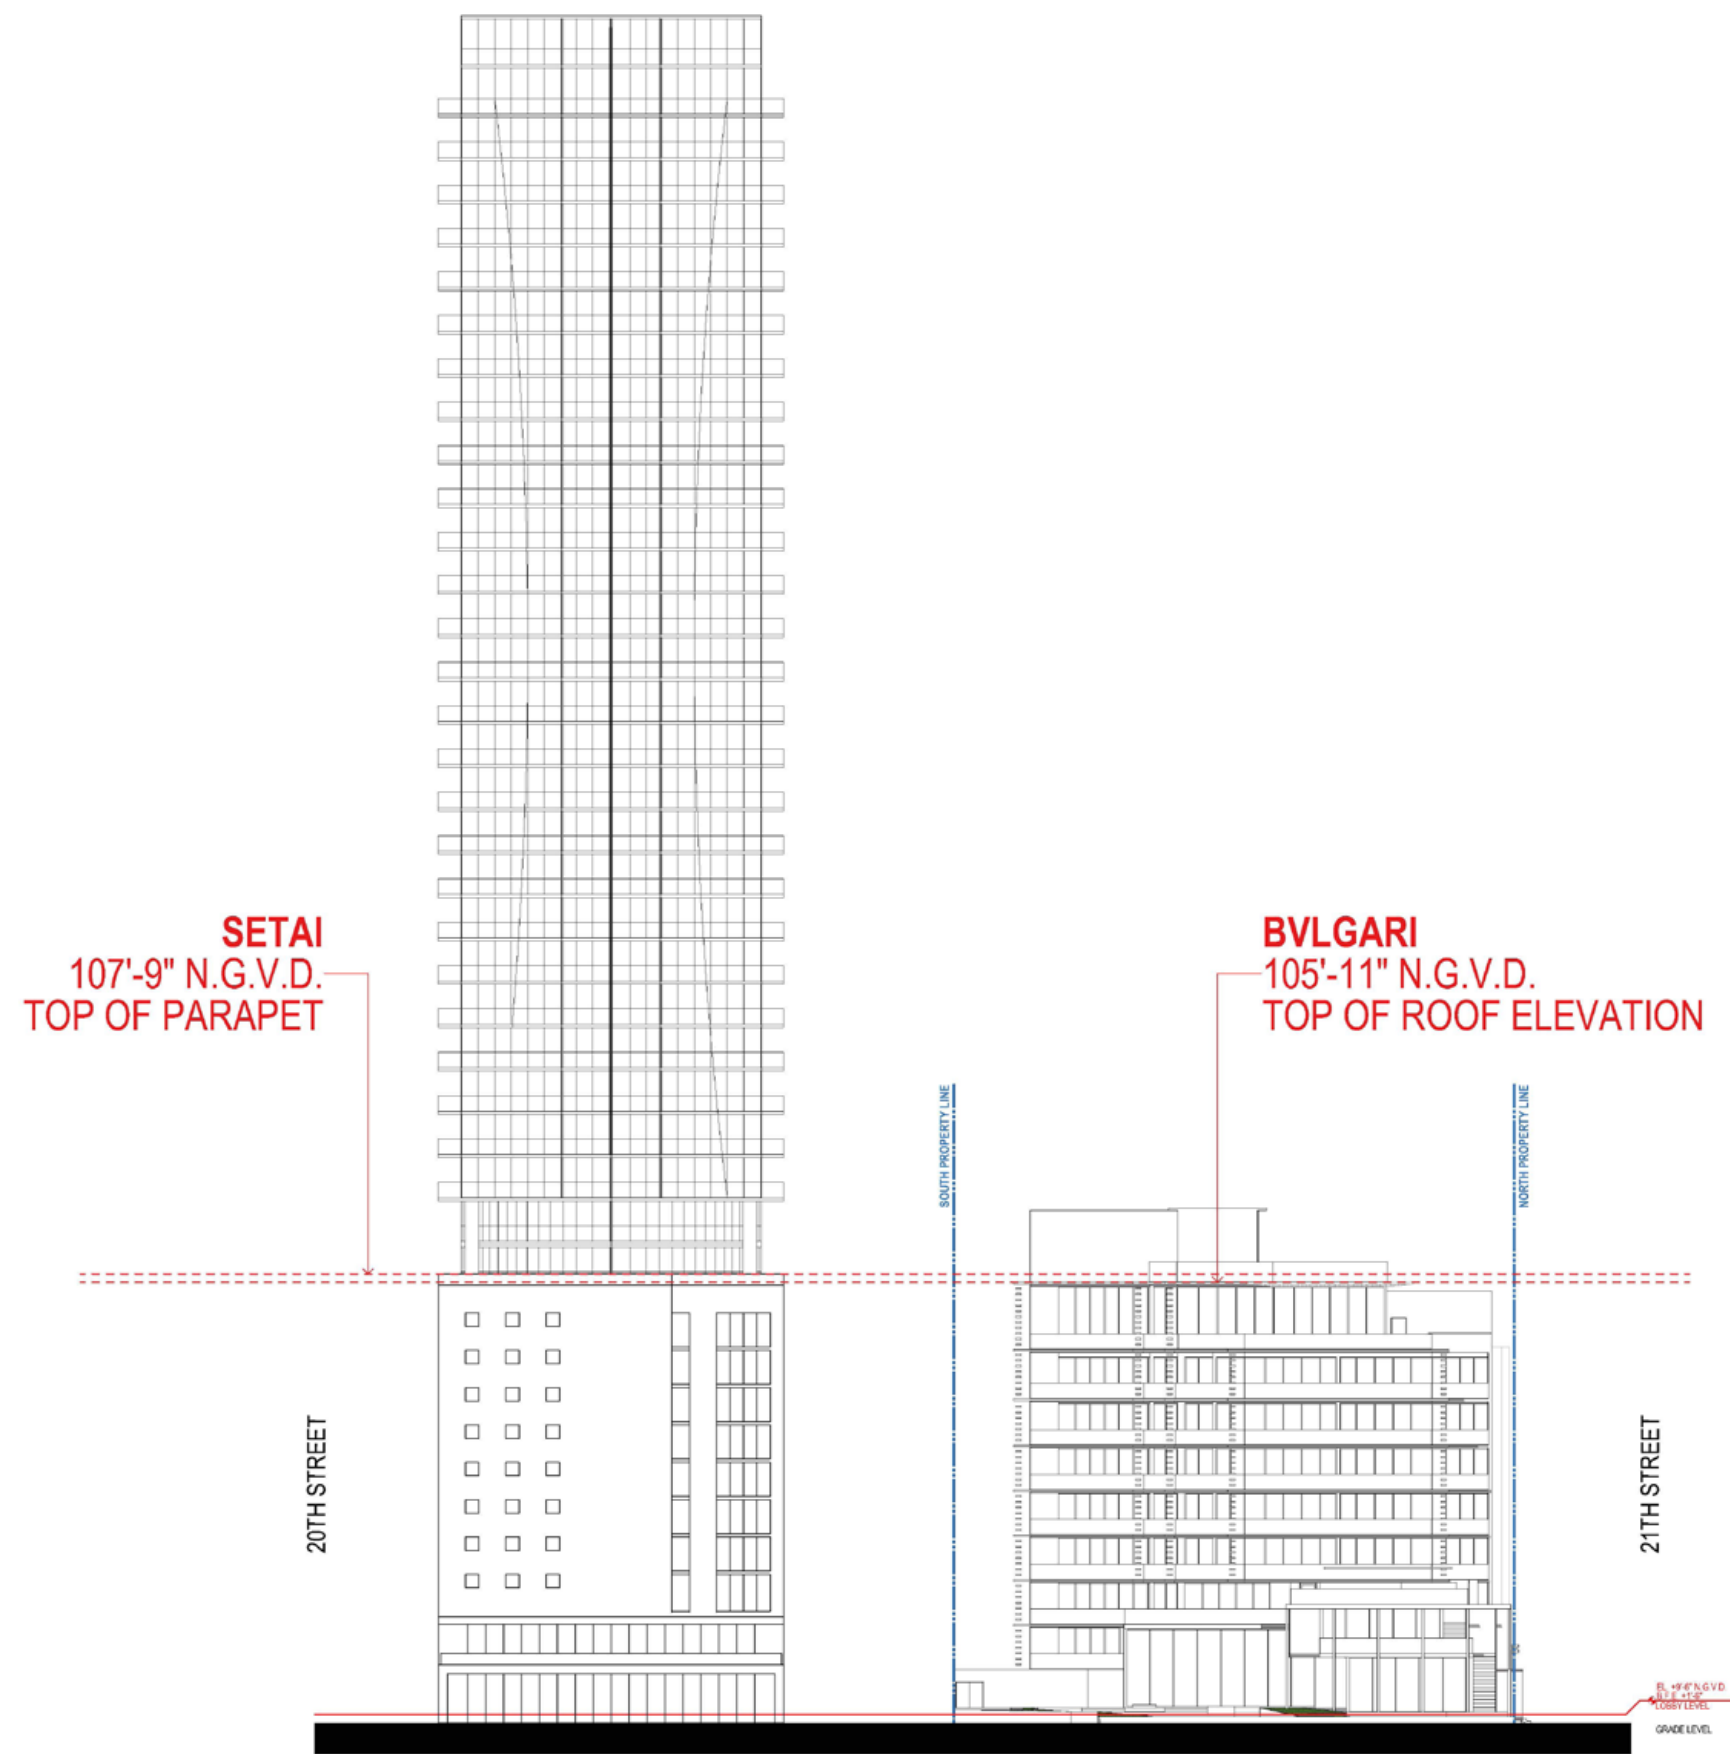 SETAI
107'-9" N.G.V.D.
TOP OF PARAPET
BVLGARI
105'-11" N.G.V.D.
TOP OF ROOF ELEVATION
SOUTH PROPERTY LINE
NORTH PROPERTY LINE
20TH STREET
21TH STREET
N.G.V.D
LOBBY LEVEL
GRADE LEVEL